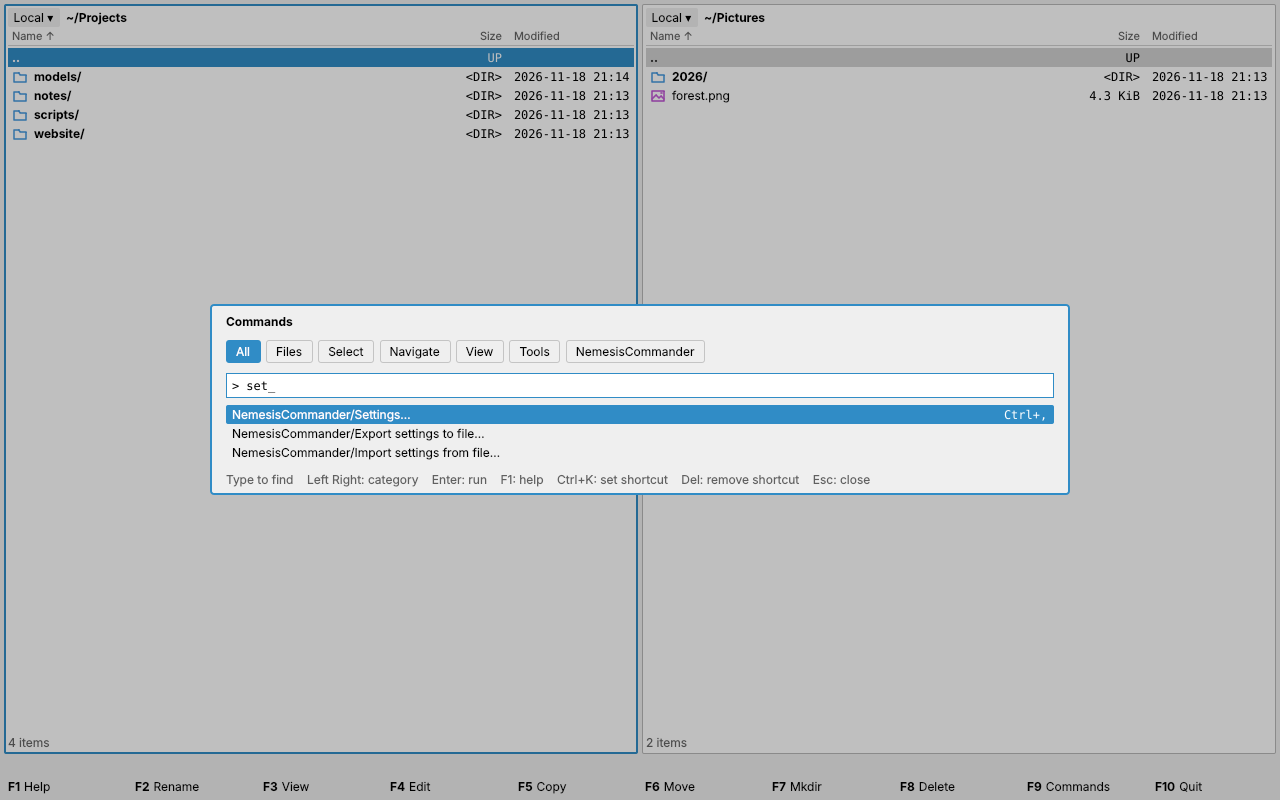 Local ▾ ~/Projects
Name ↑ Size Modified
.. UP
models/ <DIR> 2026-11-18 21:14
notes/ <DIR> 2026-11-18 21:13
scripts/ <DIR> 2026-11-18 21:13
website/ <DIR> 2026-11-18 21:13
4 items
Local ▾ ~/Pictures
Name ↑ Size Modified
.. UP
2026/ <DIR> 2026-11-18 21:13
forest.png 4.3 KiB 2026-11-18 21:13
2 items
Commands
All Files Select Navigate View Tools NemesisCommander
> set_
NemesisCommander/Settings... Ctrl+,
NemesisCommander/Export settings to file...
NemesisCommander/Import settings from file...
Type to find Left Right: category Enter: run F1: help Ctrl+K: set shortcut Del: remove shortcut Esc: close
F1 Help F2 Rename F3 View F4 Edit F5 Copy F6 Move F7 Mkdir F8 Delete F9 Commands F10 Quit